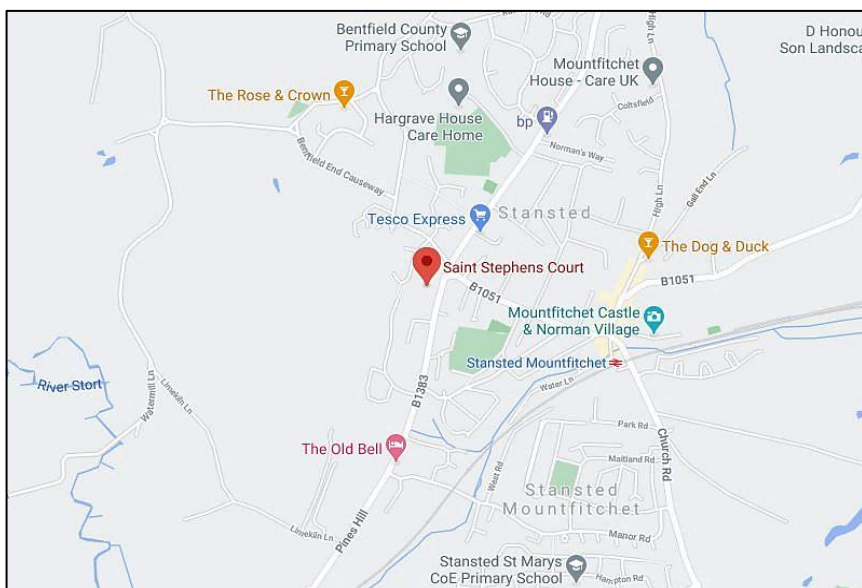 Bentfield County
Primary School
D Honou
Son Landsca
High Ln
Mountfitchet
House - Care UK
The Rose & Crown
Coltsfield
Hargrave House
Care Home
bp
Norman's Way
Bentfield End Causeway
High Ln
Gall End Ln
Stansted
Tesco Express
The Dog & Duck
Saint Stephens Court
B1051
B1051
Mountfitchet Castle
& Norman Village
River Stort
Watermill Ln
Limekiln Ln
B1383
Stansted Mountfitchet
Water Ln
Park Rd
Church Rd
The Old Bell
Maitland Rd
West Rd
Stansted
Mountfitchet
Limekiln Ln
Pines Hill
Manor Rd
Stansted St Marys
CoE Primary School
Hampton Rd